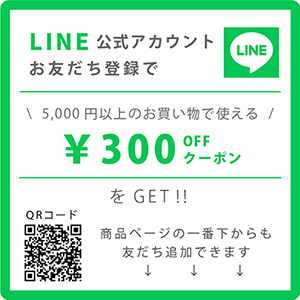 LINE 公式アカウント
お友だち登録で
LINE
\ 5,000 円以上のお買い物で使える /
¥300 OFF
クーポン
を GET !!
QRコード
商品ページの一番下からも
友だち追加できます
↓ ↓ ↓